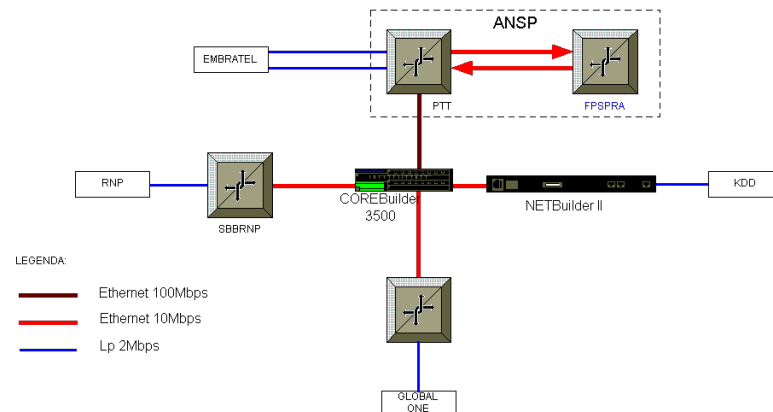 ANSP
EMBRATEL
PTT
FPSPRA
RNP
SBBRNP
COREBuilder
3500
NETBuilder II
KDD
LEGENDA:
Ethernet 100Mbps
Ethernet 10Mbps
Lp 2Mbps
GLOBAL
ONE